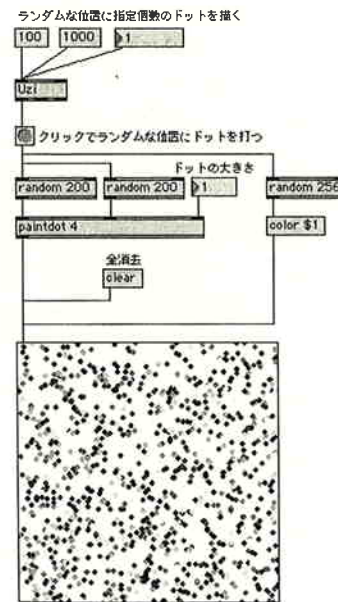 ランダムな位置に指定個数のドットを描く
100 1000 1
Uzi
クリックでランダムな位置にドットを打つ
ドットの大きさ
random 200 random 200 1 random 256
paintdot 4 color $1
全消去
clear